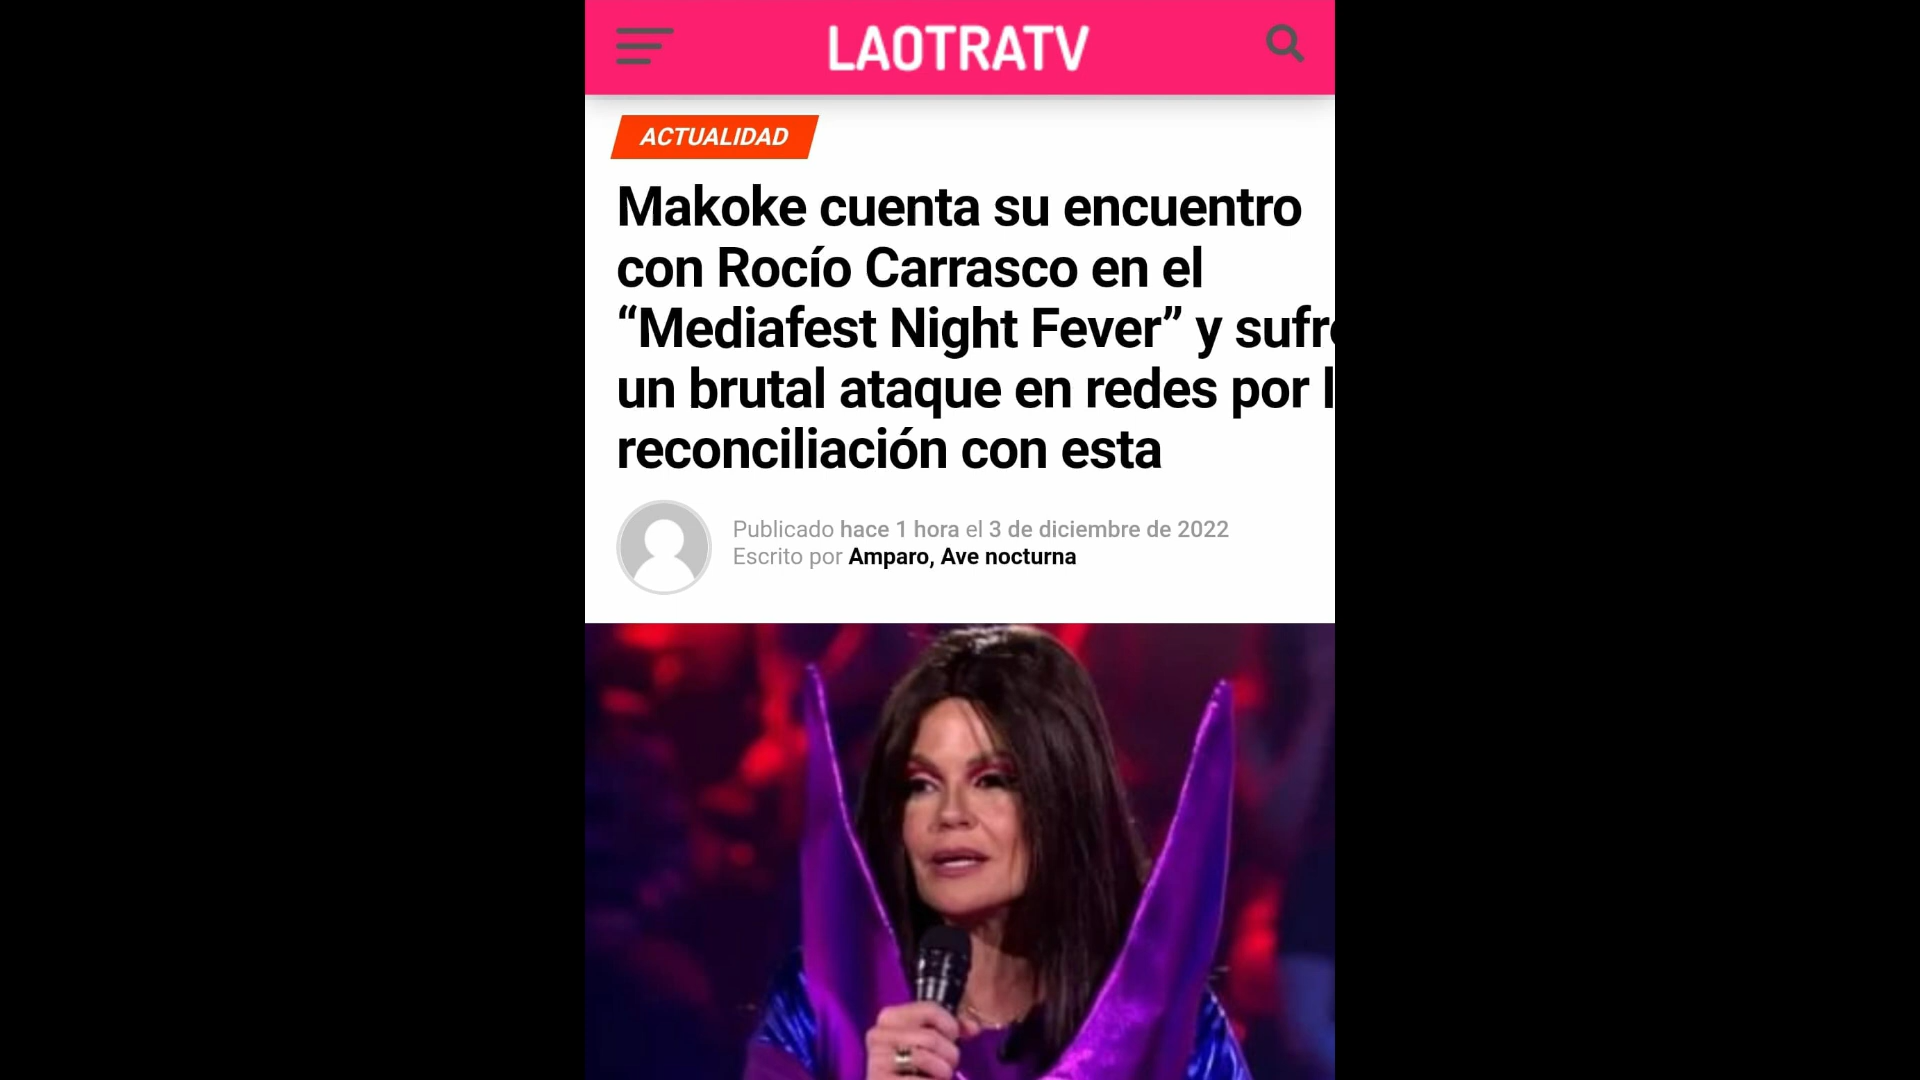 LAOTRATV
ACTUALIDAD
Makoke cuenta su encuentro
con Rocío Carrasco en el
“Mediafest Night Fever” y sufr
un brutal ataque en redes por l
reconciliación con esta
Publicado hace 1 hora el 3 de diciembre de 2022
Escrito por Amparo, Ave nocturna